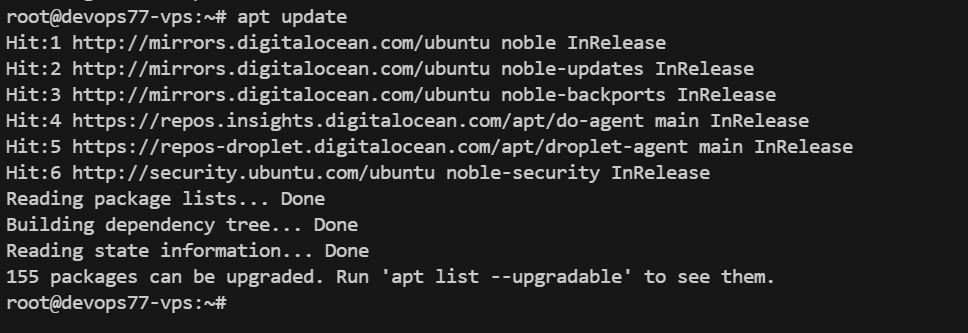 root@devops77-vps:~# apt update
Hit:1 http://mirrors.digitalocean.com/ubuntu noble InRelease
Hit:2 http://mirrors.digitalocean.com/ubuntu noble-updates InRelease
Hit:3 http://mirrors.digitalocean.com/ubuntu noble-backports InRelease
Hit:4 https://repos.insights.digitalocean.com/apt/do-agent main InRelease
Hit:5 https://repos-droplet.digitalocean.com/apt/droplet-agent main InRelease
Hit:6 http://security.ubuntu.com/ubuntu noble-security InRelease
Reading package lists... Done
Building dependency tree... Done
Reading state information... Done
155 packages can be upgraded. Run 'apt list --upgradable' to see them.
root@devops77-vps:~#